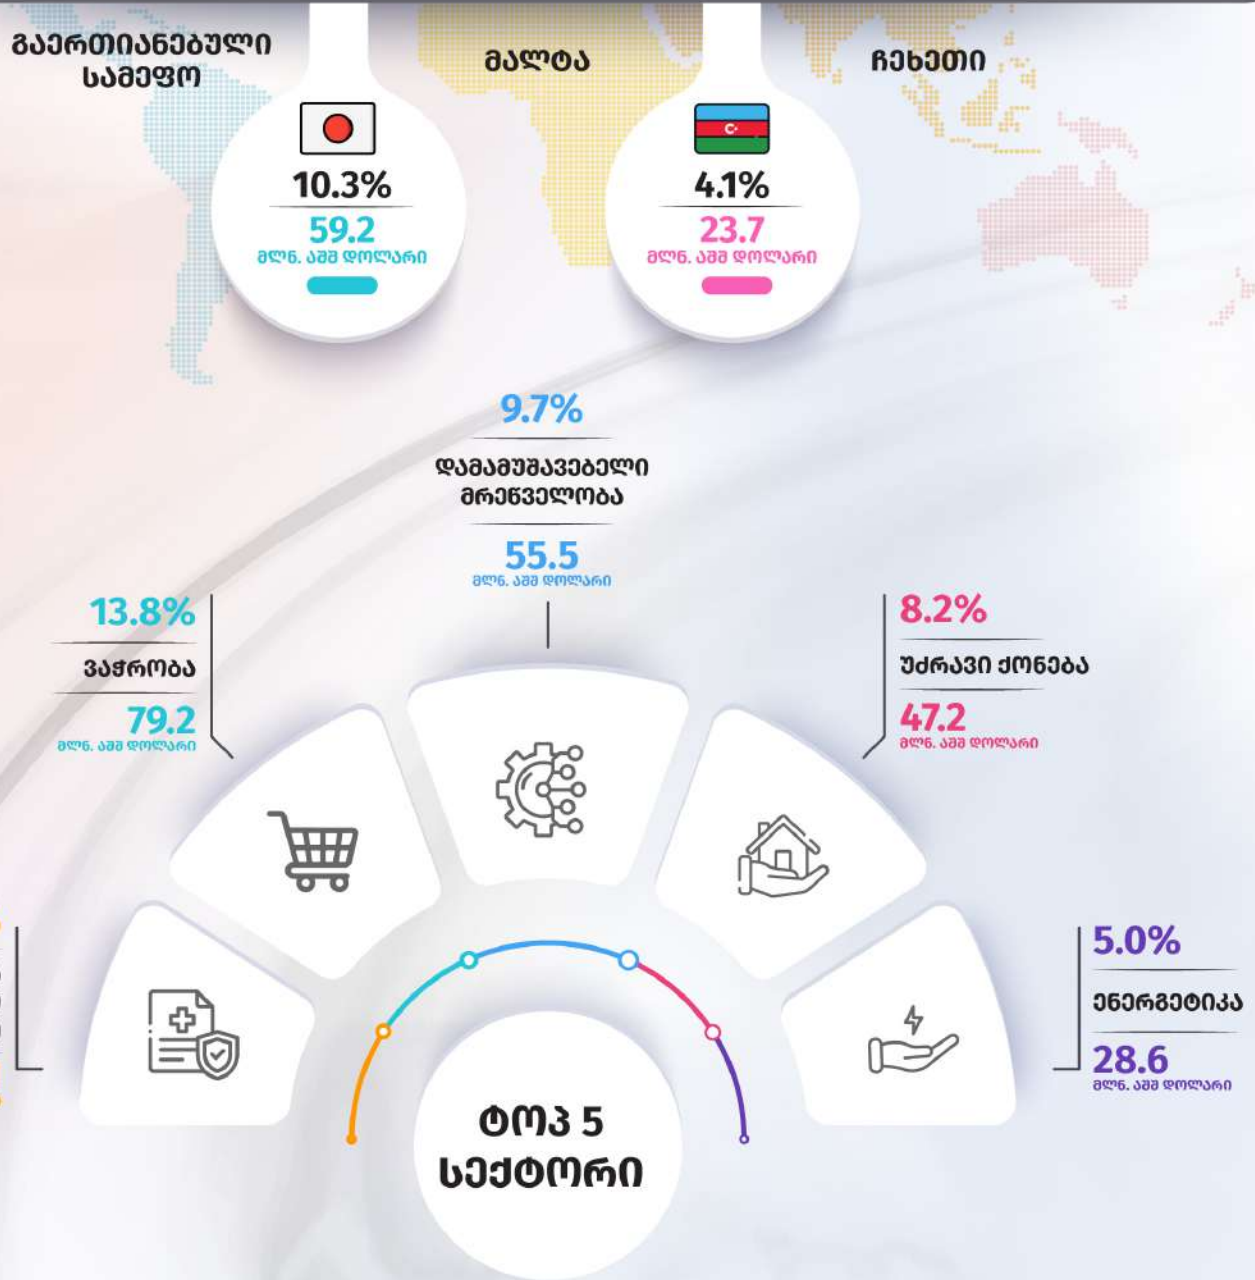 გაერთიანებული
სამეფო
მალტა
ჩეხეთი
10.3%
59.2
მლნ. აშშ დოლარი
4.1%
23.7
მლნ. აშშ დოლარი
9.7%
დამამუშავებელი
მრეწველობა
55.5
მლნ. აშშ დოლარი
13.8%
ვაჭრობა
79.2
მლნ. აშშ დოლარი
8.2%
უძრავი ქონება
47.2
მლნ. აშშ დოლარი
5.0%
ენერგეტიკა
28.6
მლნ. აშშ დოლარი
ტოპ 5
სექტორი